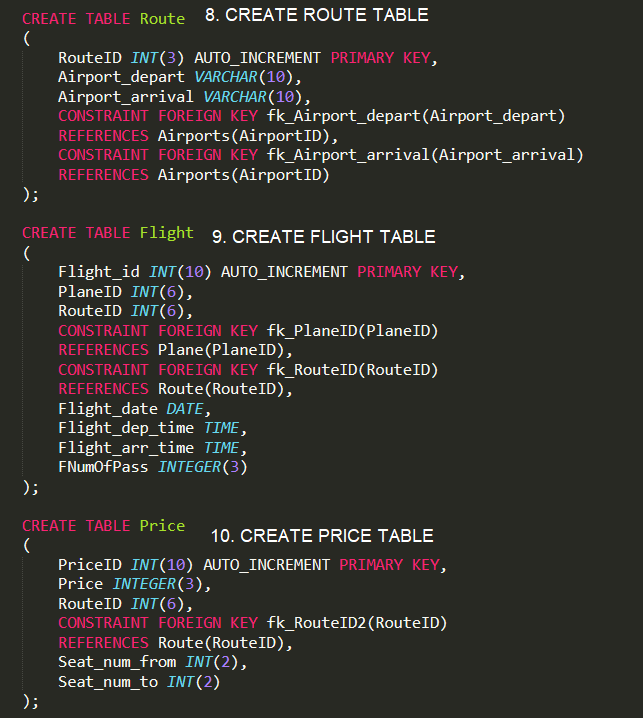 CREATE TABLE Route 8. CREATE ROUTE TABLE
(
RouteID INT(3) AUTO_INCREMENT PRIMARY KEY,
Airport_depart VARCHAR(10),
Airport_arrival VARCHAR(10),
CONSTRAINT FOREIGN KEY fk_Airport_depart(Airport_depart)
REFERENCES Airports(AirportID),
CONSTRAINT FOREIGN KEY fk_Airport_arrival(Airport_arrival)
REFERENCES Airports(AirportID)
);
CREATE TABLE Flight 9. CREATE FLIGHT TABLE
(
Flight_id INT(10) AUTO_INCREMENT PRIMARY KEY,
PlaneID INT(6),
RouteID INT(6),
CONSTRAINT FOREIGN KEY fk_PlaneID(PlaneID)
REFERENCES Plane(PlaneID),
CONSTRAINT FOREIGN KEY fk_RouteID(RouteID)
REFERENCES Route(RouteID),
Flight_date DATE,
Flight_dep_time TIME,
Flight_arr_time TIME,
FNumOfPass INTEGER(3)
);
CREATE TABLE Price 10. CREATE PRICE TABLE
(
PriceID INT(10) AUTO_INCREMENT PRIMARY KEY,
Price INTEGER(3),
RouteID INT(6),
CONSTRAINT FOREIGN KEY fk_RouteID2(RouteID)
REFERENCES Route(RouteID),
Seat_num_from INT(2),
Seat_num_to INT(2)
);